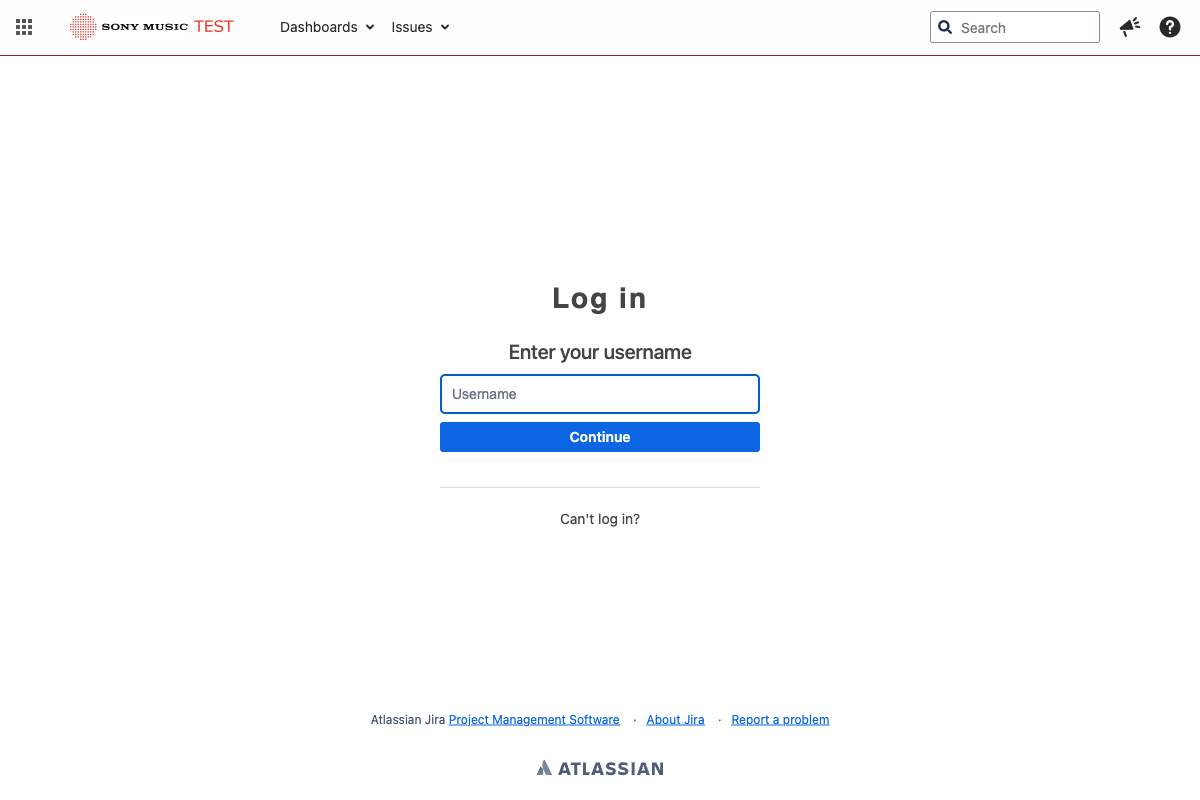 SONY MUSIC TEST
Dashboards
Issues
Search
Log in
Enter your username
Username
Continue
Can't log in?
Atlassian Jira Project Management Software · About Jira · Report a problem
ATLASSIAN